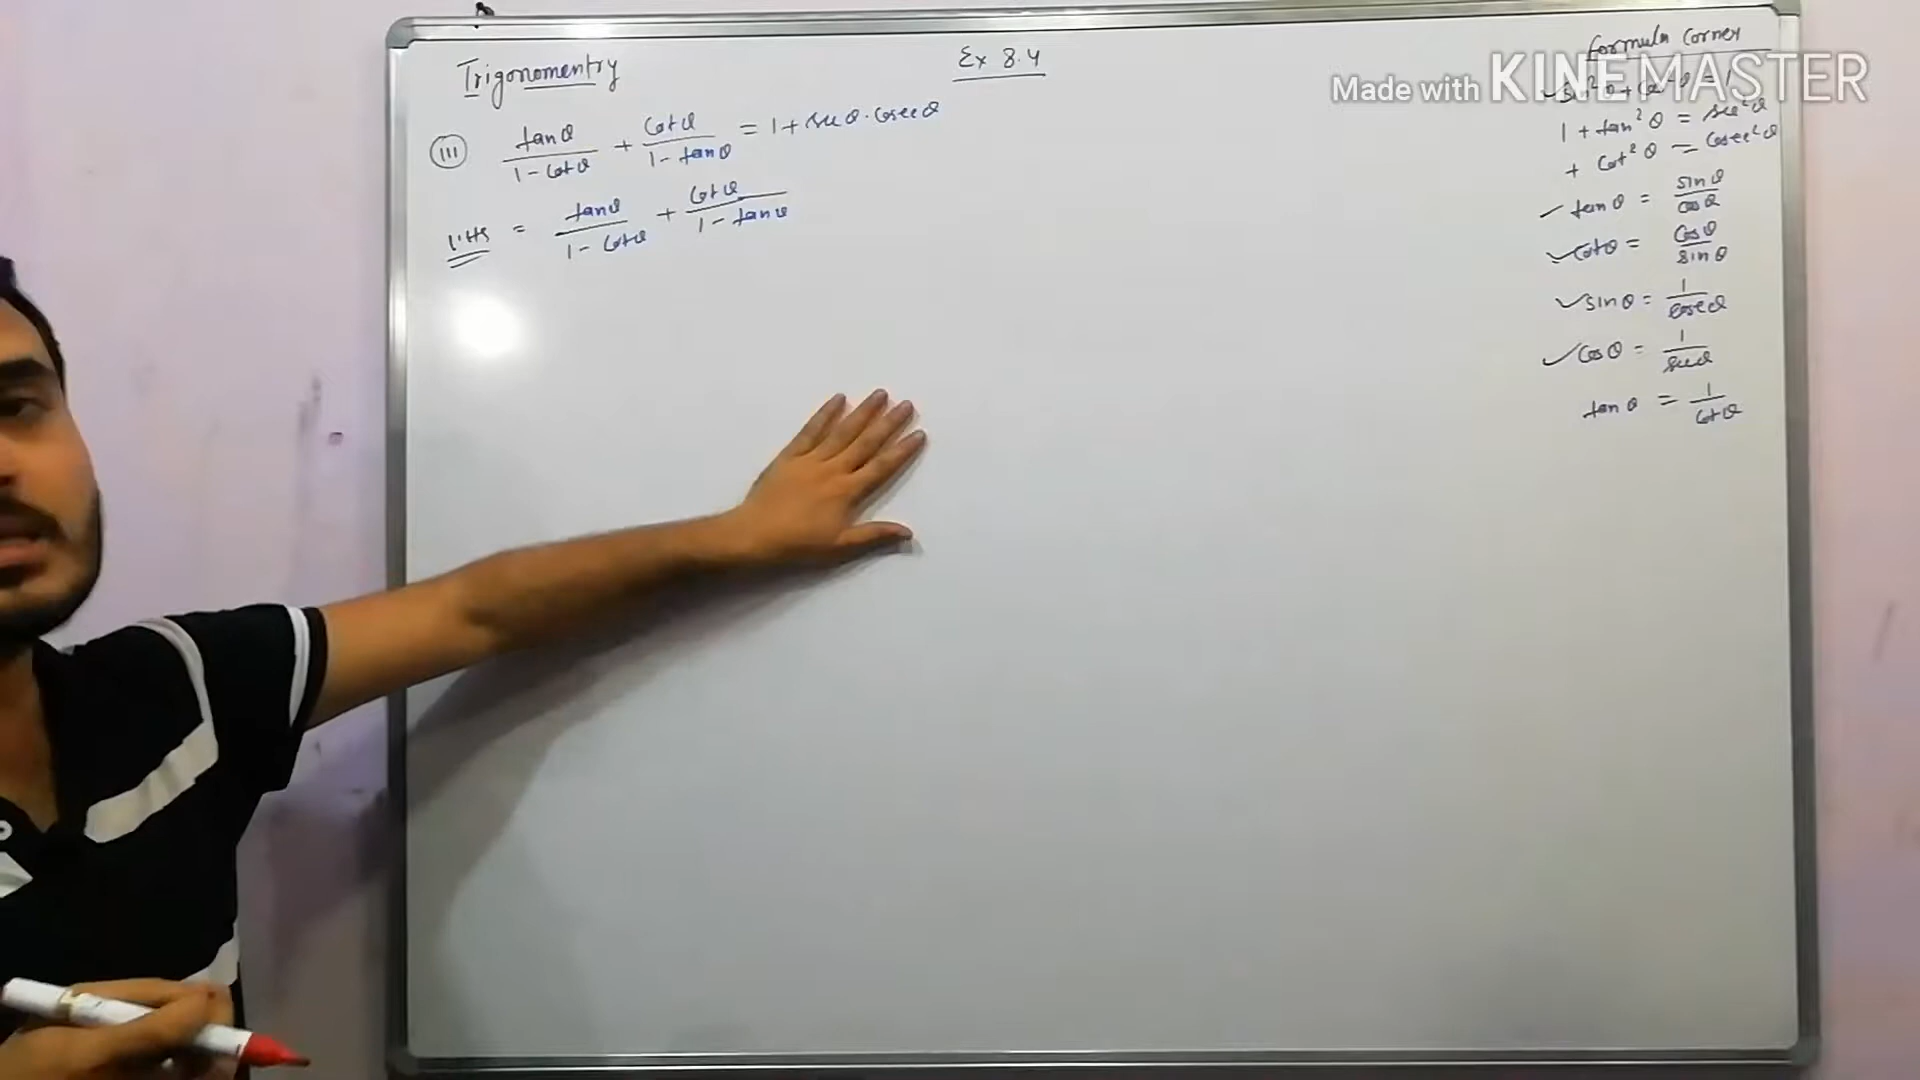 Trigonomentry
Ex 8.4
(III) tanθ / (1 - cotθ) + cotθ / (1 - tanθ) = 1 + secθ . cosecθ
LHS = tanθ / (1 - cotθ) + cotθ / (1 - tanθ)
Formula Corner
Made with KINEMASTER
sin²θ + cos²θ = 1
1 + tan²θ = sec²θ
+ cot²θ = cosec²θ
✓ tanθ = sinθ / cosθ
✓ cotθ = cosθ / sinθ
✓ sinθ = 1 / cosecθ
✓ cosθ = 1 / secθ
tanθ = 1 / cotθ